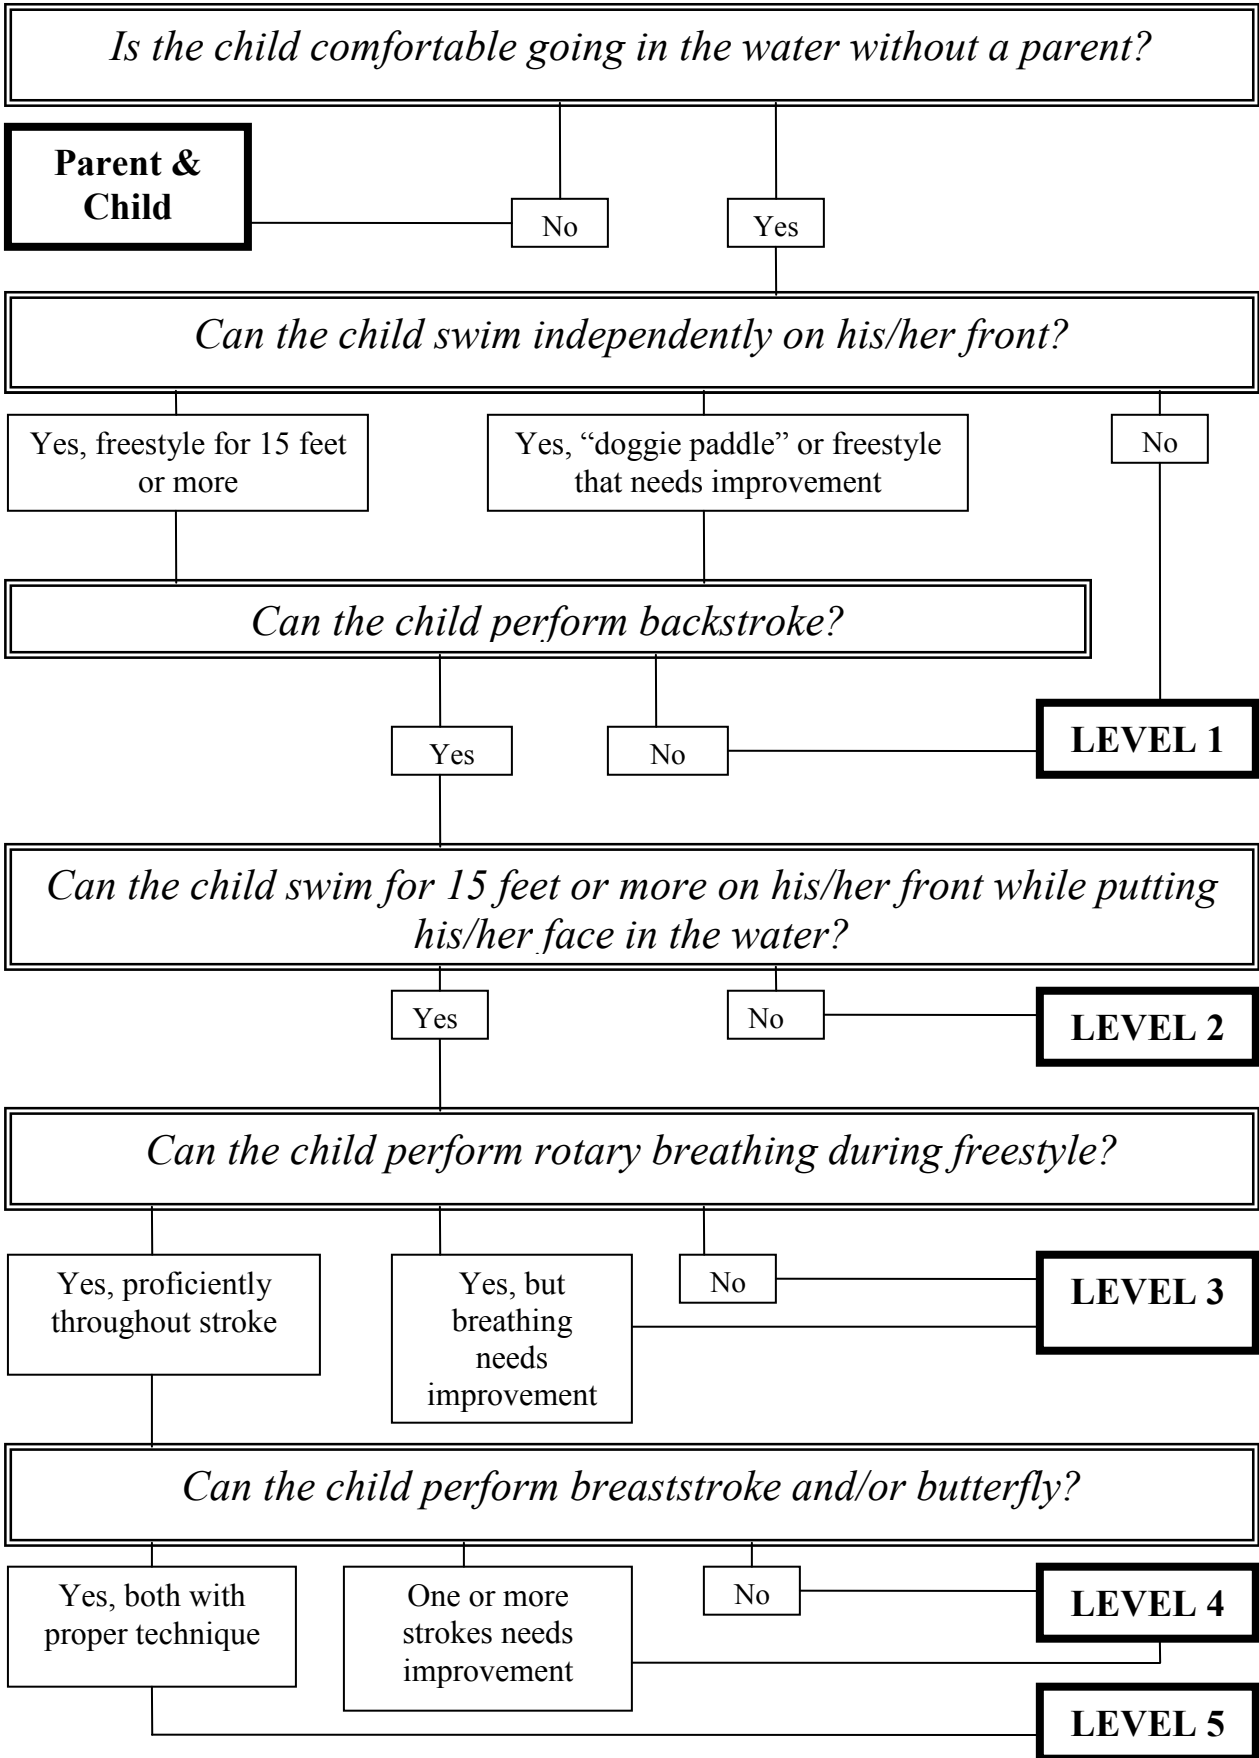 Is the child comfortable going in the water without a parent?
Parent &
Child
No
Yes
Can the child swim independently on his/her front?
Yes, freestyle for 15 feet
or more
Yes, “doggie paddle” or freestyle
that needs improvement
No
Can the child perform backstroke?
Yes
No
LEVEL 1
Can the child swim for 15 feet or more on his/her front while putting
his/her face in the water?
Yes
No
LEVEL 2
Can the child perform rotary breathing during freestyle?
Yes, proficiently
throughout stroke
Yes, but
breathing
needs
improvement
No
LEVEL 3
Can the child perform breaststroke and/or butterfly?
Yes, both with
proper technique
One or more
strokes needs
improvement
No
LEVEL 4
LEVEL 5